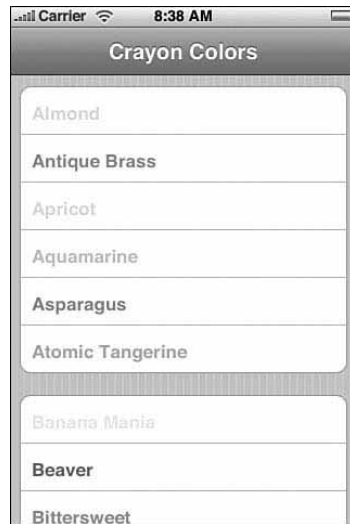 Carrier 8:38 AM
Crayon Colors
Almond
Antique Brass
Apricot
Aquamarine
Asparagus
Atomic Tangerine
Banana Mania
Beaver
Bittersweet